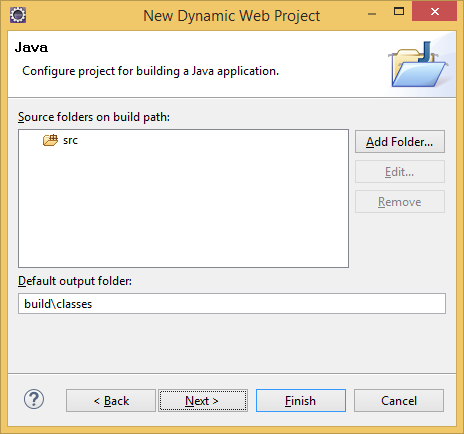 New Dynamic Web Project
Java
Configure project for building a Java application.
Source folders on build path:
src
Add Folder...
Edit...
Remove
Default output folder:
build\classes
?
< Back
Next >
Finish
Cancel